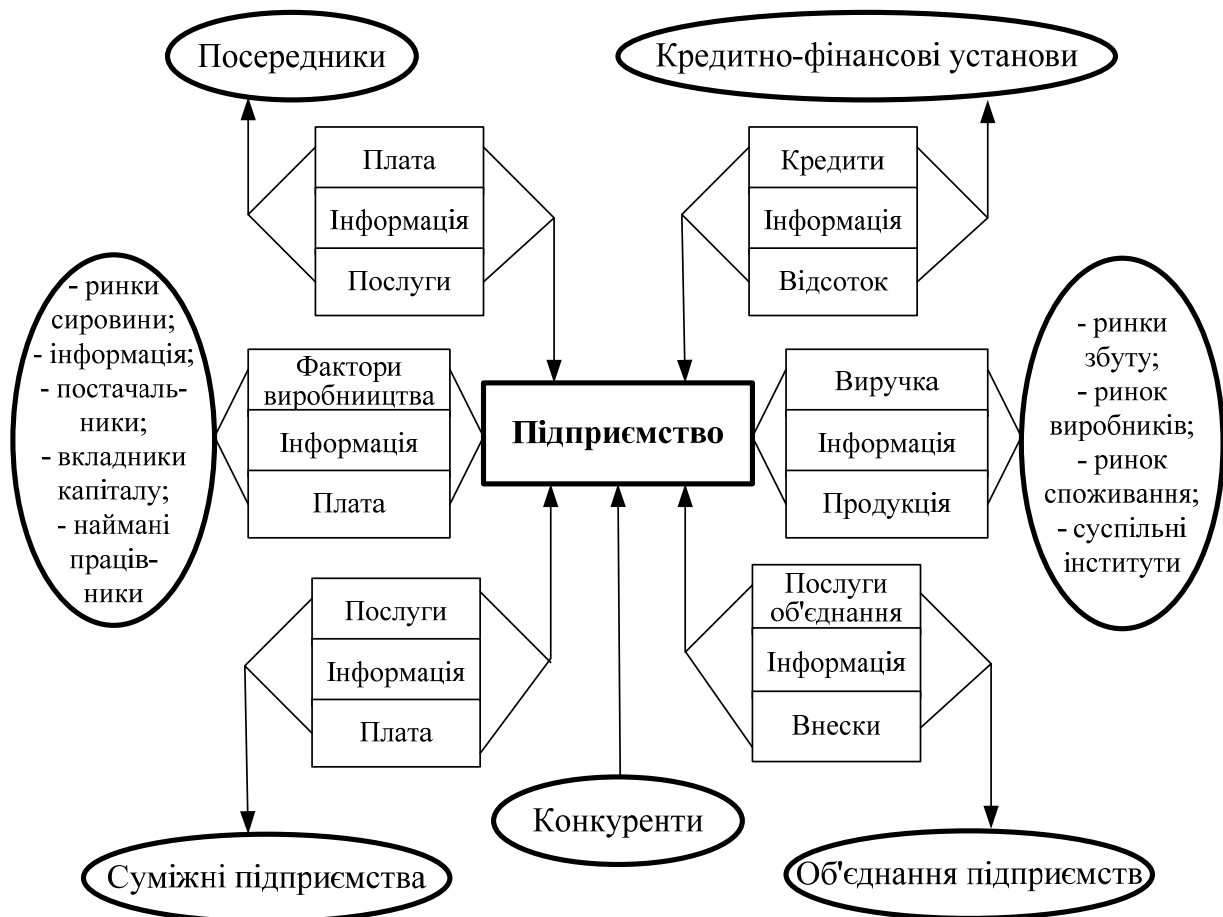 Посередники
Кредитно-фінансові установи
Плата
Інформація
Послуги
Кредити
Інформація
Відсоток
- ринки
сировини;
- інформація;
- постачаль-
ники;
- вкладники
капіталу;
- наймані
праців-
ники
Фактори
виробниицтва
Інформація
Плата
Підприємство
Виручка
Інформація
Продукція
- ринки
збуту;
- ринок
виробників;
- ринок
споживання;
- суспільні
інститути
Послуги
Інформація
Плата
Послуги
об'єднання
Інформація
Внески
Конкуренти
Суміжні підприємства
Об'єднання підприємств